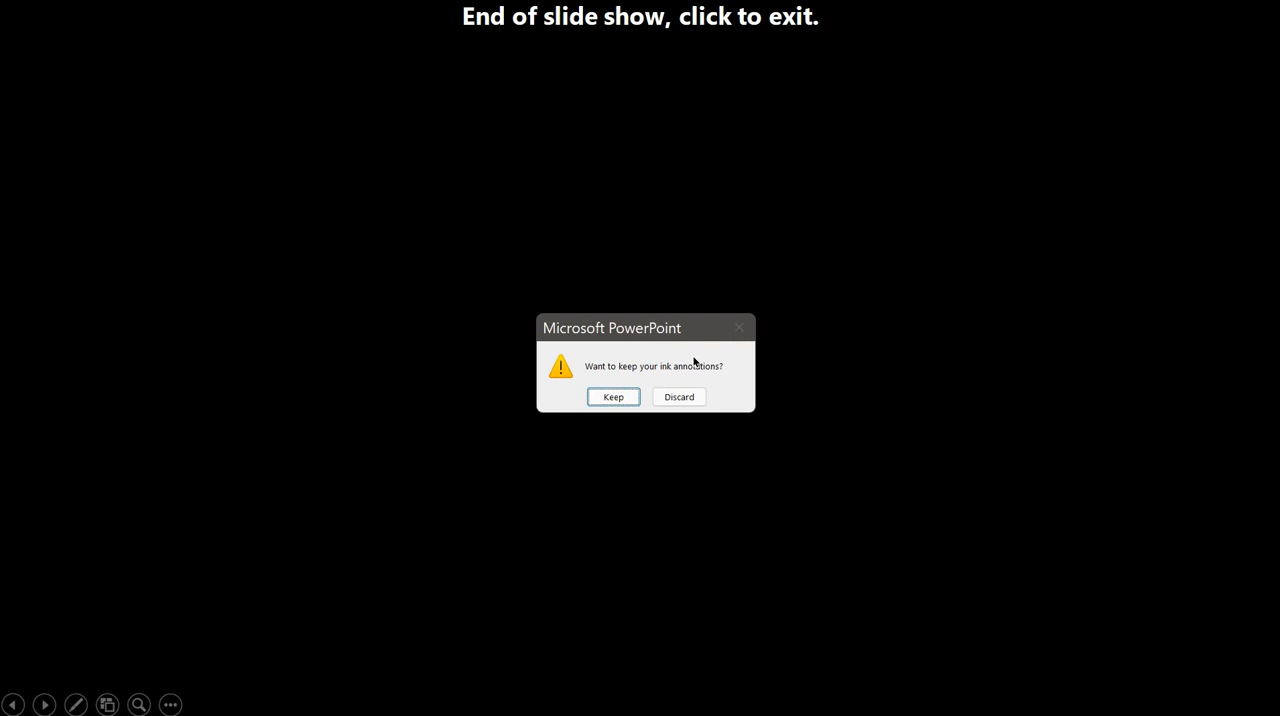 End of slide show, click to exit.
Microsoft PowerPoint
Want to keep your ink annotations?
Keep
Discard